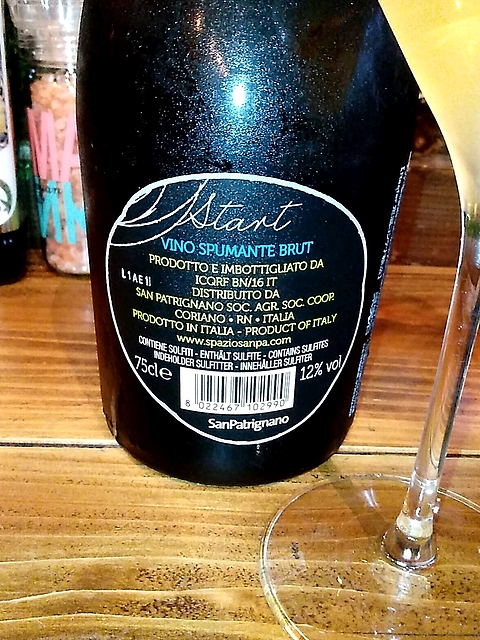 Start
VINO SPUMANTE BRUT
PRODOTTO E IMBOTTIGLIATO DA
ICQRF BN/16 IT
L1AE1I
DISTRIBUITO DA
SAN PATRIGNANO SOC. AGR. SOC. COOP.
CORIANO • RN • ITALIA
PRODOTTO IN ITALIA - PRODUCT OF ITALY
www.spaziosanpa.com
CONTIENE SOLFITI - ENTHÄLT SULFITE - CONTAINS SULFITES
INDEHOLDER SULFITTER - INNEHÅLLER SULFITER
75cl e
12% vol
8 022467 102990
SanPatrignano